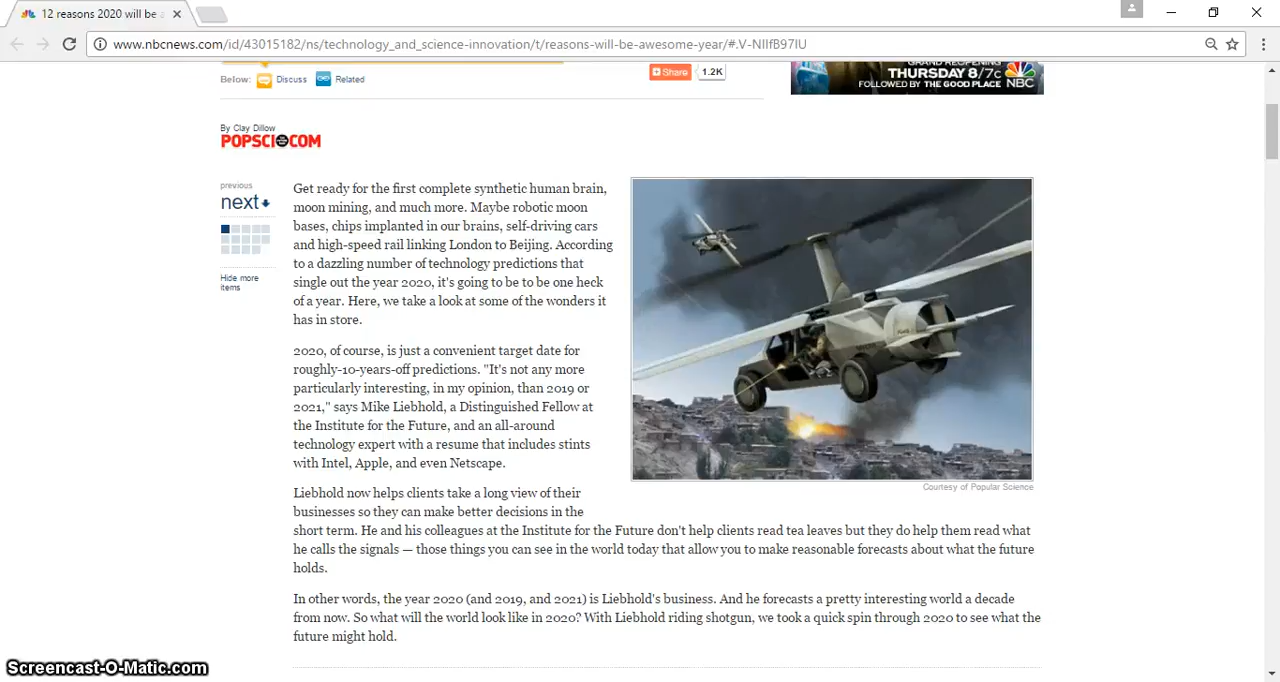 12 reasons 2020 will be a
www.nbcnews.com/id/43015182/ns/technology_and_science-innovation/t/reasons-will-be-awesome-year/#.V-NIIfB97IU
Below:
Discuss
Related
Share
1.2K
GRAND REOPENING
THURSDAY 8/7c
FOLLOWED BY THE GOOD PLACE
NBC
By Clay Dillow
POPSCI COM
previous
next
Hide more
items
Get ready for the first complete synthetic human brain,
moon mining, and much more. Maybe robotic moon
bases, chips implanted in our brains, self-driving cars
and high-speed rail linking London to Beijing. According
to a dazzling number of technology predictions that
single out the year 2020, it's going to be to be one heck
of a year. Here, we take a look at some of the wonders it
has in store.
2020, of course, is just a convenient target date for
roughly-10-years-off predictions. "It's not any more
particularly interesting, in my opinion, than 2019 or
2021," says Mike Liebhold, a Distinguished Fellow at
the Institute for the Future, and an all-around
technology expert with a resume that includes stints
with Intel, Apple, and even Netscape.
Courtesy of Popular Science
Liebhold now helps clients take a long view of their
businesses so they can make better decisions in the
short term. He and his colleagues at the Institute for the Future don't help clients read tea leaves but they do help them read what
he calls the signals — those things you can see in the world today that allow you to make reasonable forecasts about what the future
holds.
In other words, the year 2020 (and 2019, and 2021) is Liebhold's business. And he forecasts a pretty interesting world a decade
from now. So what will the world look like in 2020? With Liebhold riding shotgun, we took a quick spin through 2020 to see what the
future might hold.
Screencast-O-Matic.com